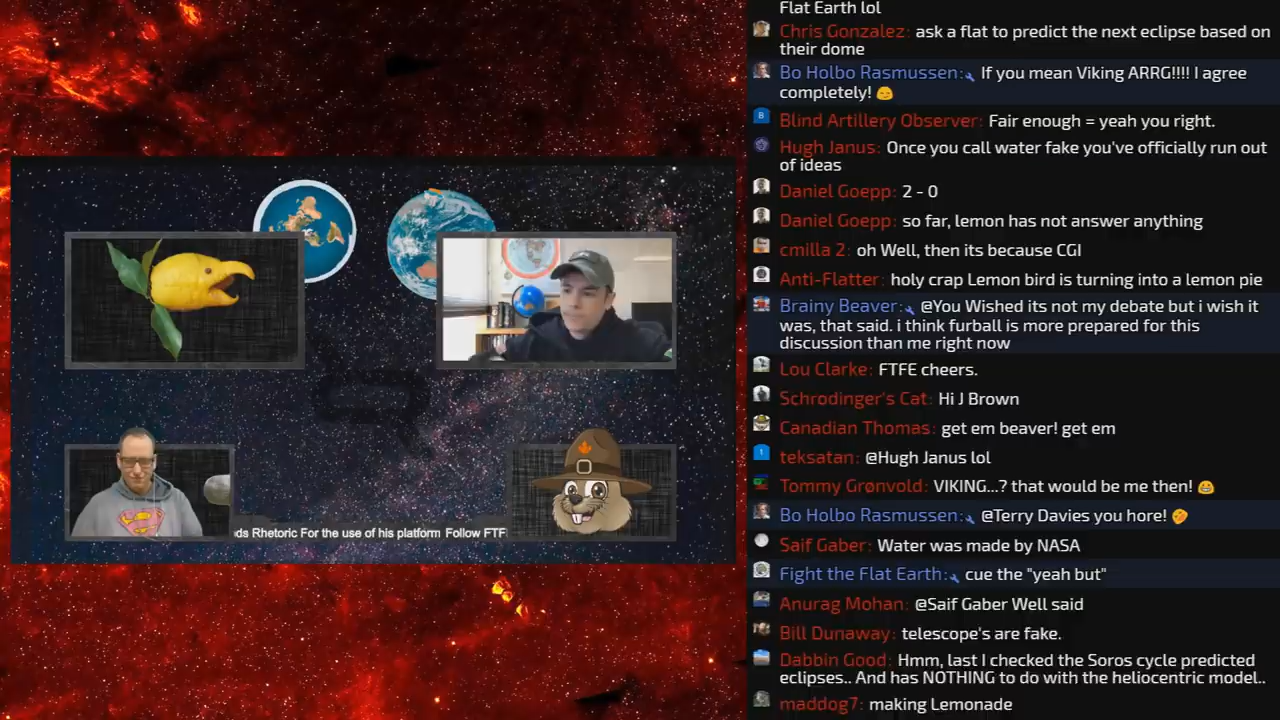 Flat Earth lol
Chris Gonzalez: ask a flat to predict the next eclipse based on
their dome
Bo Holbo Rasmussen: If you mean Viking ARRG!!!! I agree
completely! 😏
Blind Artillery Observer: Fair enough = yeah you right.
Hugh Janus: Once you call water fake you've officially run out
of ideas
Daniel Goepp: 2 - 0
Daniel Goepp: so far, lemon has not answer anything
cmilla 2: oh Well, then its because CGI
Anti-Flatter: holy crap Lemon bird is turning into a lemon pie
Brainy Beaver: @You Wished its not my debate but i wish it
was, that said. i think furball is more prepared for this
discussion than me right now
Lou Clarke: FTFE cheers.
Schrodinger's Cat: Hi J Brown
Canadian Thomas: get em beaver! get em
teksatan: @Hugh Janus lol
Tommy Grønvold: VIKING...? that would be me then! 😀
Bo Holbo Rasmussen: @Terry Davies you hore!
Saif Gaber: Water was made by NASA
Fight the Flat Earth: cue the "yeah but"
Anurag Mohan: @Saif Gaber Well said
Bill Dunaway: telescope's are fake.
Dabbin Good: Hmm, last I checked the Soros cycle predicted
eclipses.. And has NOTHING to do with the heliocentric model..
maddog7: making Lemonade
ds Rhetoric For the use of his platform Follow FTF